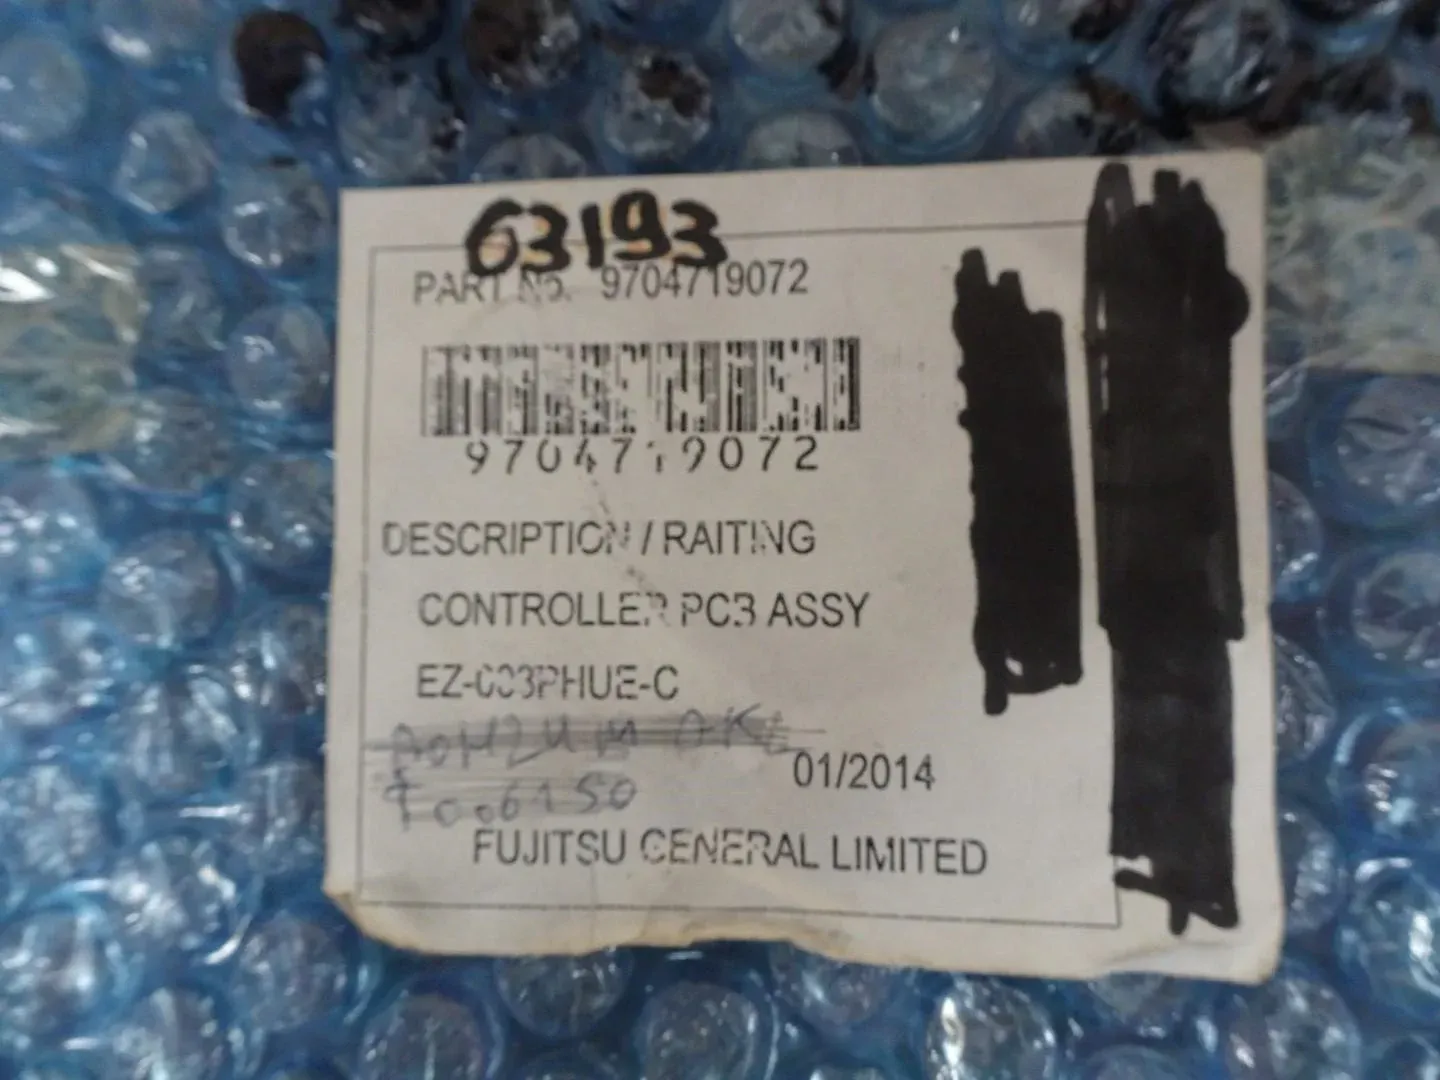 63193
PART No. 9704719072
9704719072
DESCRIPTION / RAITING
CONTROLLER PCB ASSY
EZ-003PHUE-C
01/2014
FUJITSU GENERAL LIMITED